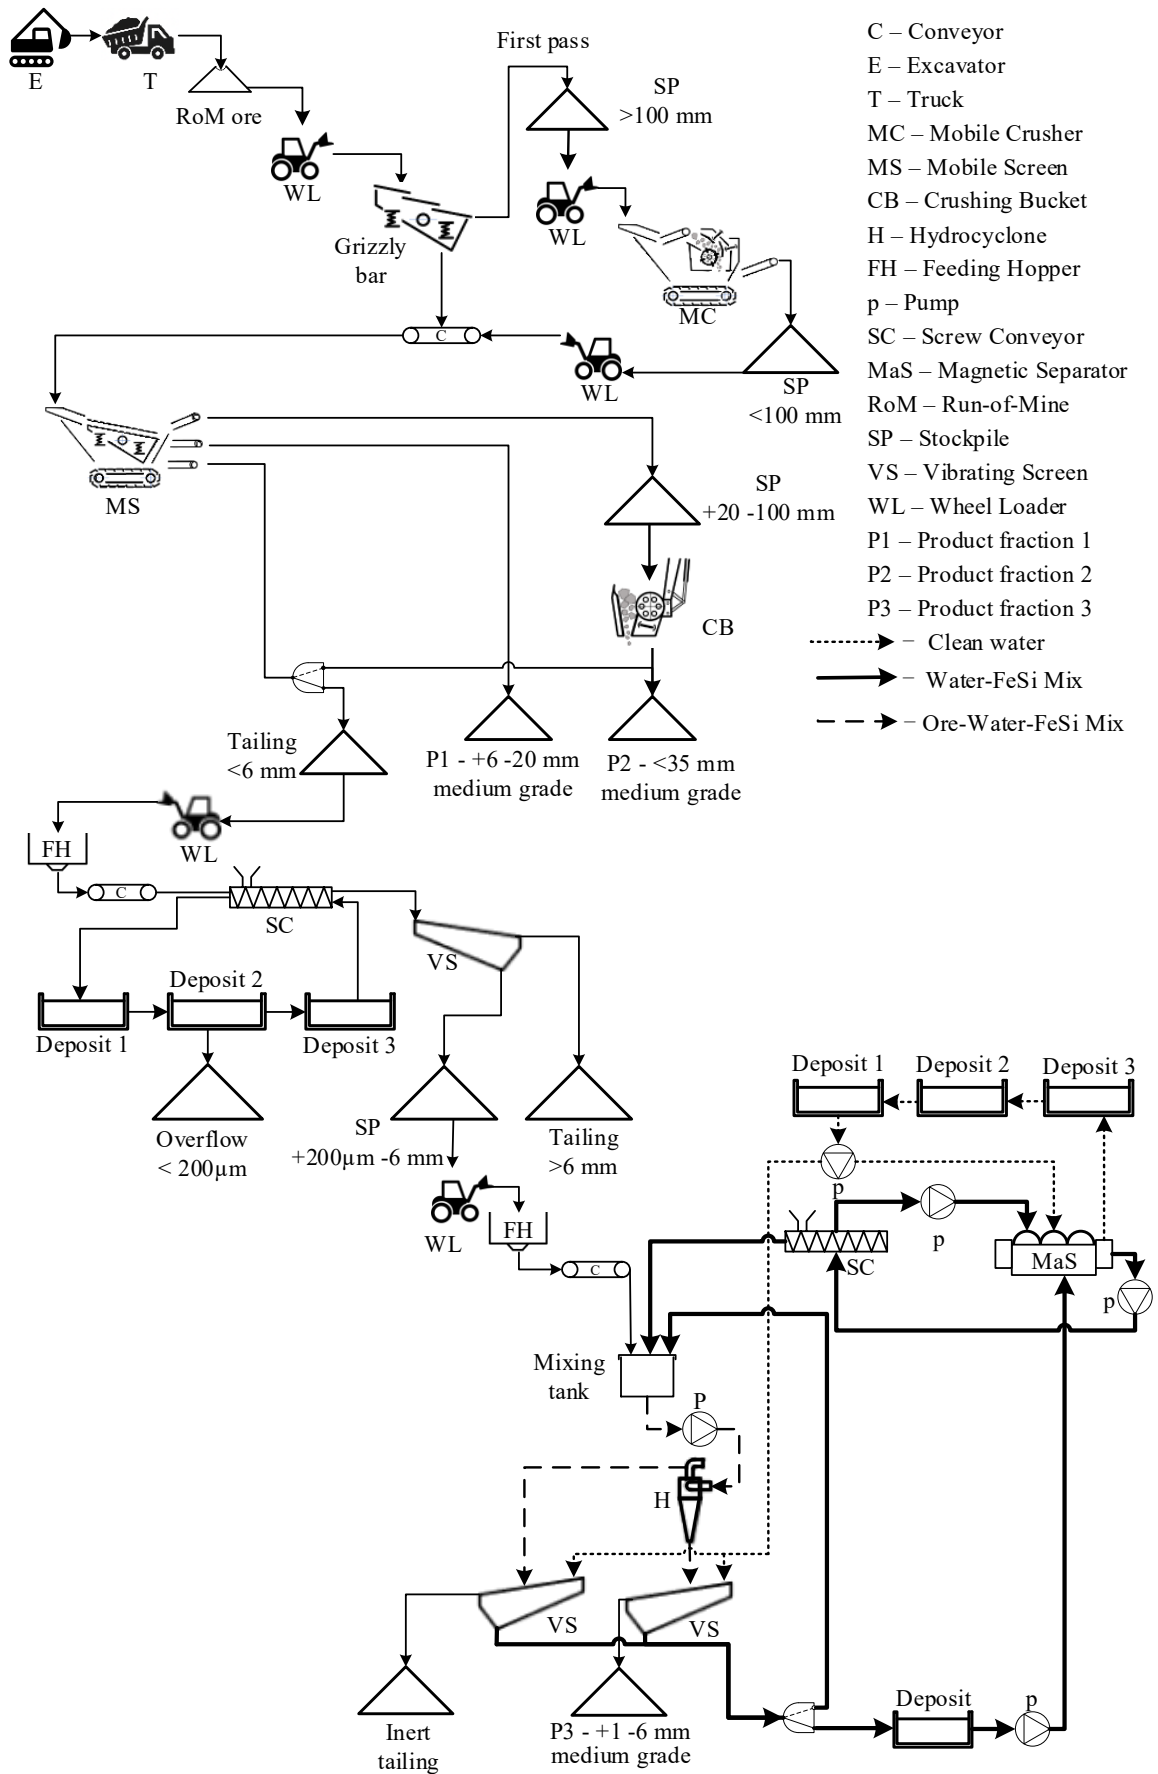 E
T
RoM ore
WL
Grizzly
bar
First pass
SP
>100 mm
WL
MC
C
WL
SP
<100 mm
MS
SP
+20 -100 mm
CB
Tailing
<6 mm
P1 - +6 -20 mm
medium grade
P2 - <35 mm
medium grade
WL
FH
C
SC
VS
Deposit 1
Deposit 2
Deposit 3
Overflow
< 200µm
SP
+200µm -6 mm
Tailing
>6 mm
WL
FH
C
Mixing
tank
P
H
VS
VS
Inert
tailing
P3 - +1 -6 mm
medium grade
Deposit 1
Deposit 2
Deposit 3
p
p
SC
MaS
p
Deposit
p
C – Conveyor
E – Excavator
T – Truck
MC – Mobile Crusher
MS – Mobile Screen
CB – Crushing Bucket
H – Hydrocyclone
FH – Feeding Hopper
p – Pump
SC – Screw Conveyor
MaS – Magnetic Separator
RoM – Run-of-Mine
SP – Stockpile
VS – Vibrating Screen
WL – Wheel Loader
P1 – Product fraction 1
P2 – Product fraction 2
P3 – Product fraction 3
– Clean water
– Water-FeSi Mix
– Ore-Water-FeSi Mix